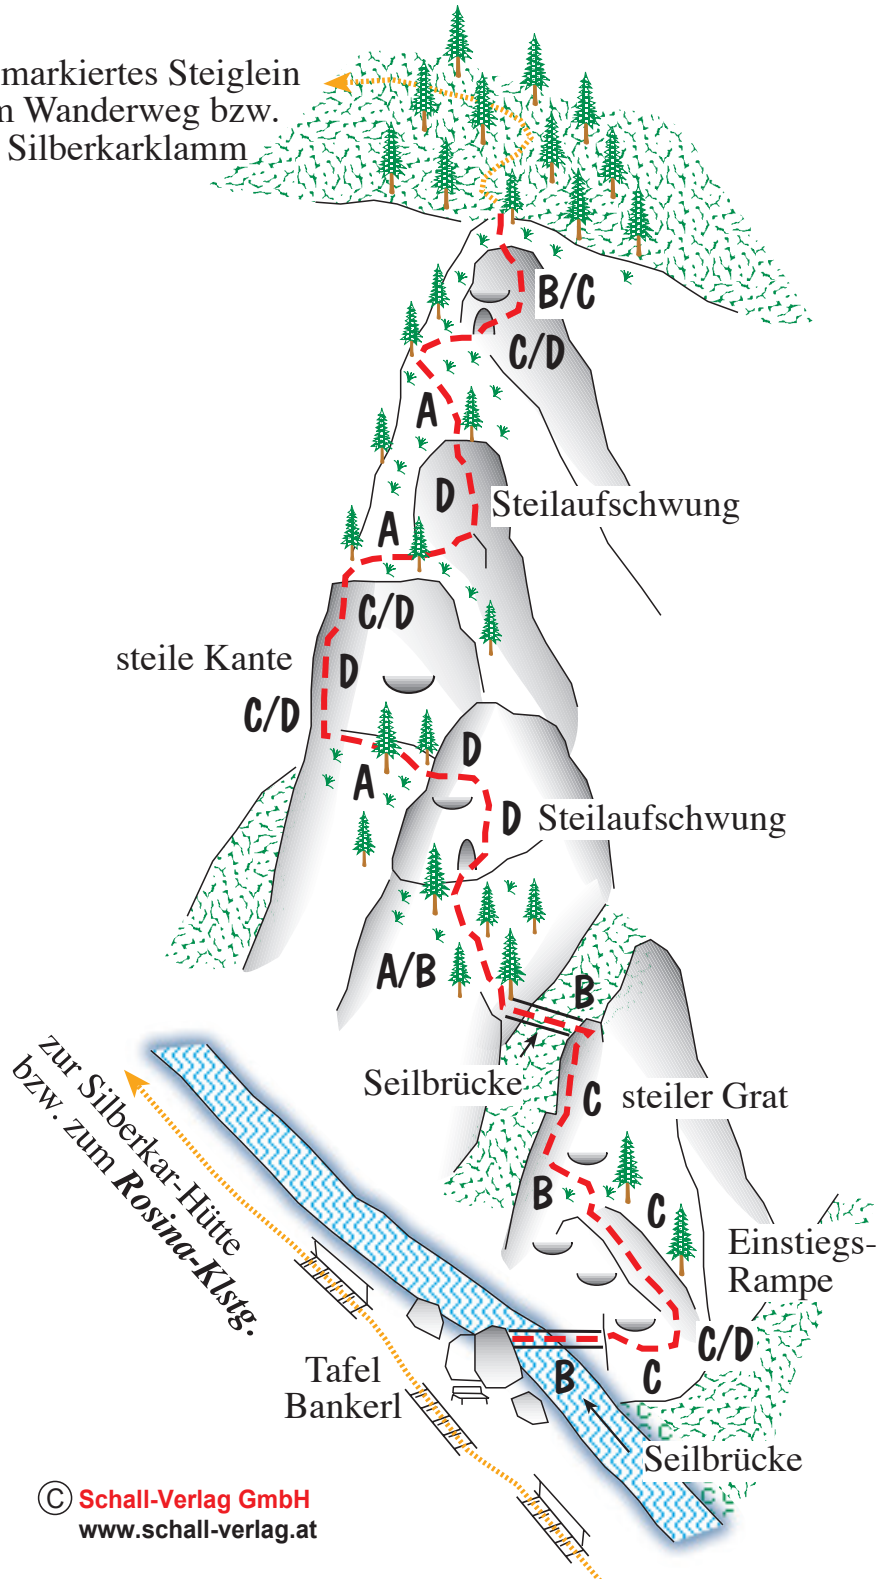 markiertes Steiglein
Wanderweg bzw.
Silberkarklamm
B/C
C/D
A
D
Steilaufschwung
A
C/D
steile Kante
D
C/D
D
A
D
Steilaufschwung
A/B
B
Seilbrücke
C
steiler Grat
zur Silberkar-Hütte
bzw. zum Rosina-Klstg.
B
C
Einstiegs-
Rampe
C/D
Tafel
Bankerl
B
C
Seilbrücke
© Schall-Verlag GmbH
www.schall-verlag.at